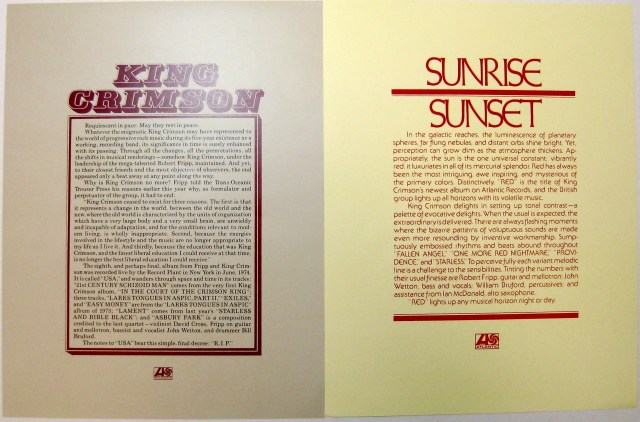 KING
CRIMSON
Requiescent in pace: May they rest in peace.
Whatever the enigmatic King Crimson may have represented to
the world of progressive rock music during its five-year existence as a
working, recording band, its significance in time is surely enhanced
with its passing. Through all the changes, all the permutations, all
the shifts in musical renderings—somehow King Crimson, under the
leadership of the mega-talented Robert Fripp, maintained. And yet,
to their closest friends and the most objective of observers, the end
appeared only a beat away at any point along the way.
Why is King Crimson no more? Fripp told the Trans-Oceanic
Trouser Press his reasons earlier this year why, as formulator and
perpetuator of the group, it had to end:
"King Crimson ceased to exist for three reasons. The first is that
it represents a change in the world, between the old world and the
new, where the old world is characterized by the units of organization
which have a very large body and a very small brain, are unwieldy
and incapable of adaptation, and for the conditions relevant to mod-
ern living, is wholly inappropriate. Second, because the energies
involved in the lifestyle and the music are no longer appropriate to
my life as I live it. And thirdly, because the education that was King
Crimson, and the finest liberal education I could receive at that time,
is no longer the best liberal education I could receive."
The eighth, and perhaps final, album from Fripp and King Crim-
son was recorded live by the Record Plant in New York in June, 1974.
It is called "USA," and wanders through space and time in its tracks:
"21st CENTURY SCHIZOID MAN" comes from the very first King
Crimson album, "IN THE COURT OF THE CRIMSON KING";
three tracks, "LARKS TONGUES IN ASPIC, PART II," "EXILES,"
and "EASY MONEY" are from the "LARKS TONGUES IN ASPIC"
album of 1973; "LAMENT" comes from last year's "STARLESS
AND BIBLE BLACK"; and "ASBURY PARK" is a composition
credited to the last quartet—violinist David Cross, Fripp on guitar
and mellotron, bassist and vocalist John Wetton, and drummer Bill
Bruford.
The notes to "USA" bear this simple, final decree: "R.I.P."
ATLANTIC
SUNRISE
SUNSET
In the galactic reaches, the luminescence of planetary
spheres, far flung nebulas, and distant orbs shine bright. Yet,
perception can grow dim as the atmosphere thickens. Ap-
propriately, the sun is the one universal constant; vibrantly
red, it luxuriates in all of its mercurial splendor. Red has always
been the most intriguing, awe inspiring, and mysterious of
the primary colors. Distinctively, "RED" is the title of King
Crimson's newest album on Atlantic Records, and the British
group lights up all horizons with its volatile music.
King Crimson delights in setting up tonal contrast—a
palette of evocative delights. When the usual is expected, the
extraordinary is delivered. There are always flashing moments
where the bizarre patterns of voluptuous sounds are made
even more resounding by inventive workmanship. Sump-
tuously embossed rhythms and beats abound throughout
"FALLEN ANGEL," "ONE MORE RED NIGHTMARE," "PROVI-
DENCE," and "STARLESS." To perceive fully each variant melodic
line is a challenge to the sensibilities. Tinting the numbers with
their usual finesse are Robert Fripp, guitar and mellotron; John
Wetton, bass and vocals; William Bruford, percussives; and
assistance from Ian McDonald, alto saxophone.
"RED" lights up any musical horizon night or day.
ATLANTIC